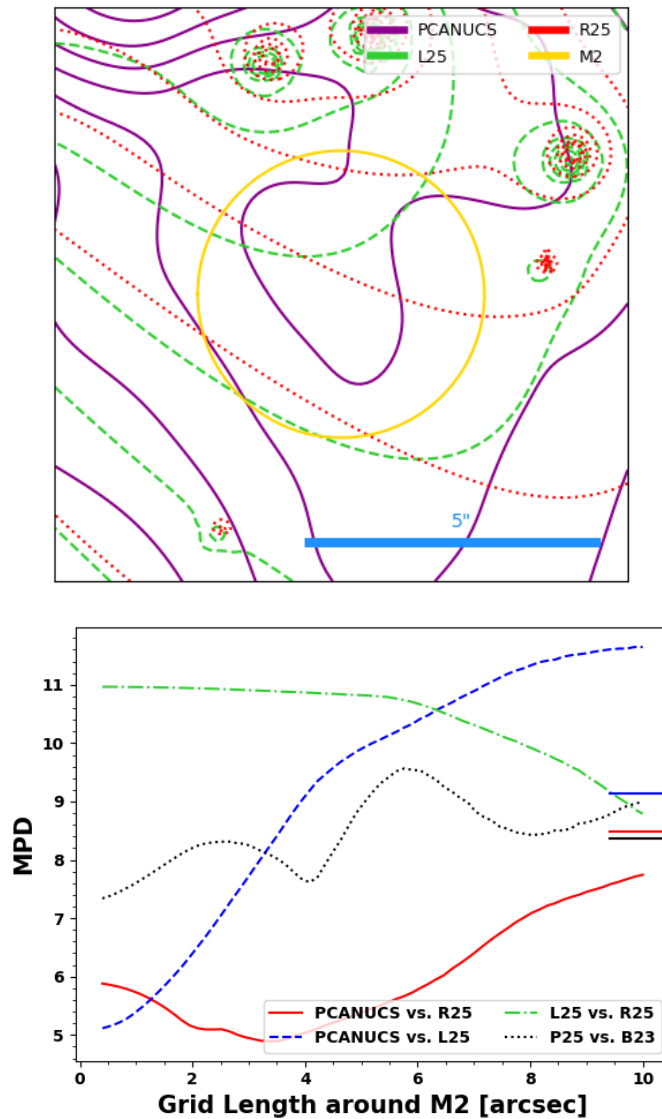 PCANUCS R25
L25 M2
5"
11
10
9
8
7
6
5
MPD
PCANUCS vs. R25 L25 vs. R25
PCANUCS vs. L25 P25 vs. B23
0 2 4 6 8 10
Grid Length around M2 [arcsec]